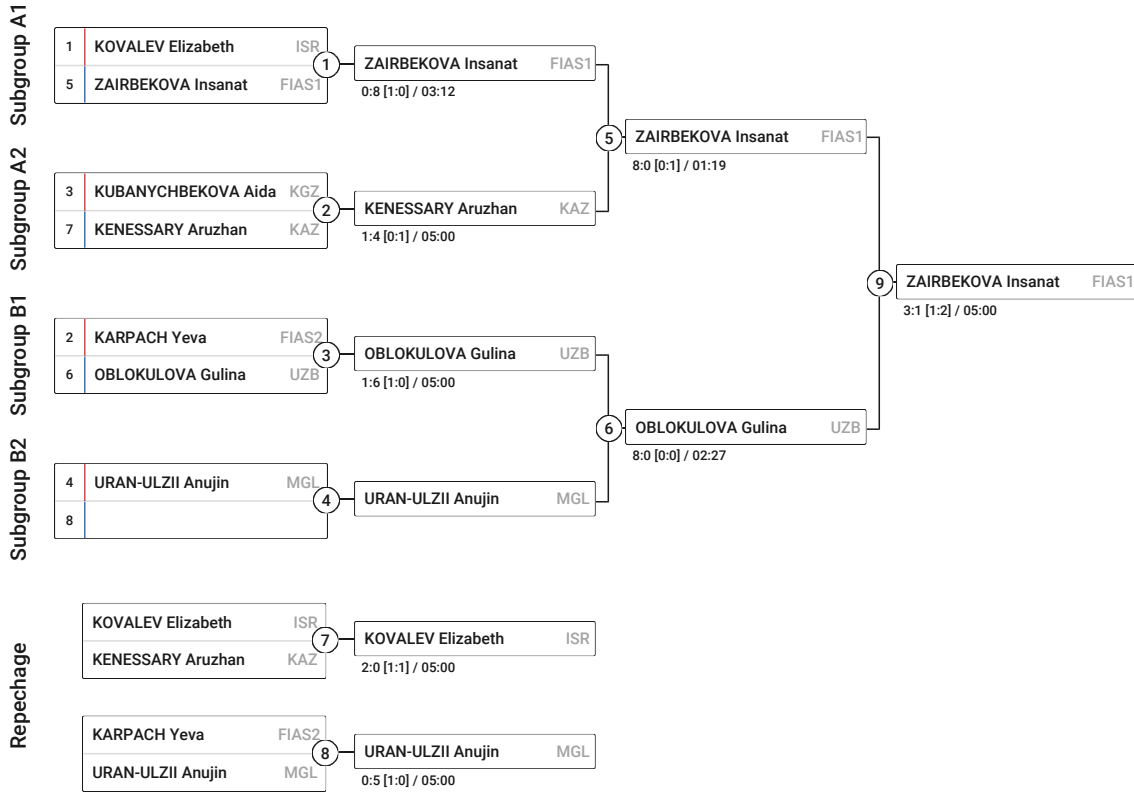 Subgroup A1
1 KOVALEV Elizabeth ISR
5 ZAIRBEKOVA Insanat FIAS1
1
ZAIRBEKOVA Insanat FIAS1
0:8 [1:0] / 03:12
Subgroup A2
3 KUBANYCHBEKOVA Aida KGZ
7 KENESSARY Aruzhan KAZ
2
KENESSARY Aruzhan KAZ
1:4 [0:1] / 05:00
5
ZAIRBEKOVA Insanat FIAS1
8:0 [0:1] / 01:19
Subgroup B1
2 KARPACH Yeva FIAS2
6 OBLOKULOVA Gulina UZB
3
OBLOKULOVA Gulina UZB
1:6 [1:0] / 05:00
Subgroup B2
4 URAN-ULZII Anujin MGL
8
4
URAN-ULZII Anujin MGL
6
OBLOKULOVA Gulina UZB
8:0 [0:0] / 02:27
9
ZAIRBEKOVA Insanat FIAS1
3:1 [1:2] / 05:00
Repechage
KOVALEV Elizabeth ISR
KENESSARY Aruzhan KAZ
7
KOVALEV Elizabeth ISR
2:0 [1:1] / 05:00
KARPACH Yeva FIAS2
URAN-ULZII Anujin MGL
8
URAN-ULZII Anujin MGL
0:5 [1:0] / 05:00